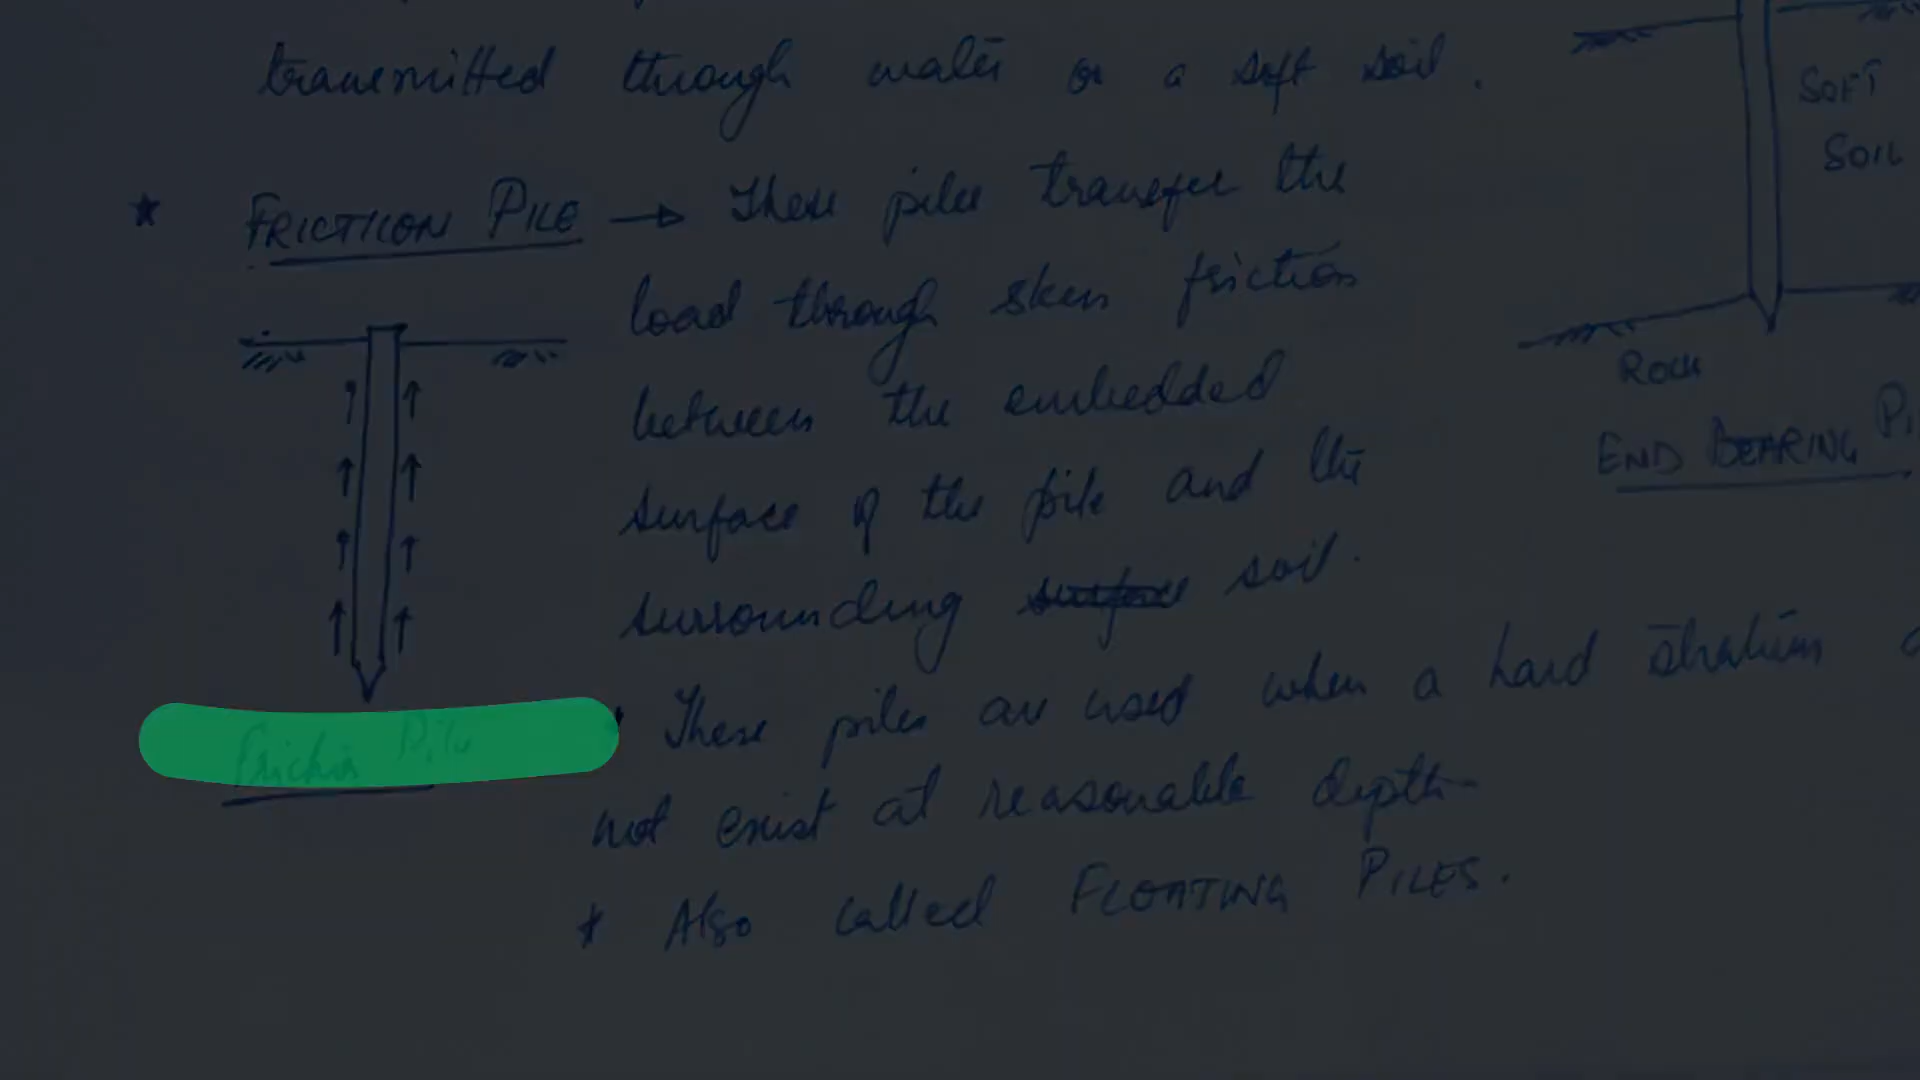 transmitted through water or a soft soil.
SOFT
SOIL
* FRICTION PILE → These piles transfer the
load through skin friction
between the embedded
surface of the pile and the
surrounding soil.
ROCK
END BEARING
Friction Pile
* These piles are used when a hard stratum
not exist at reasonable depth
* Also called FLOATING PILES.